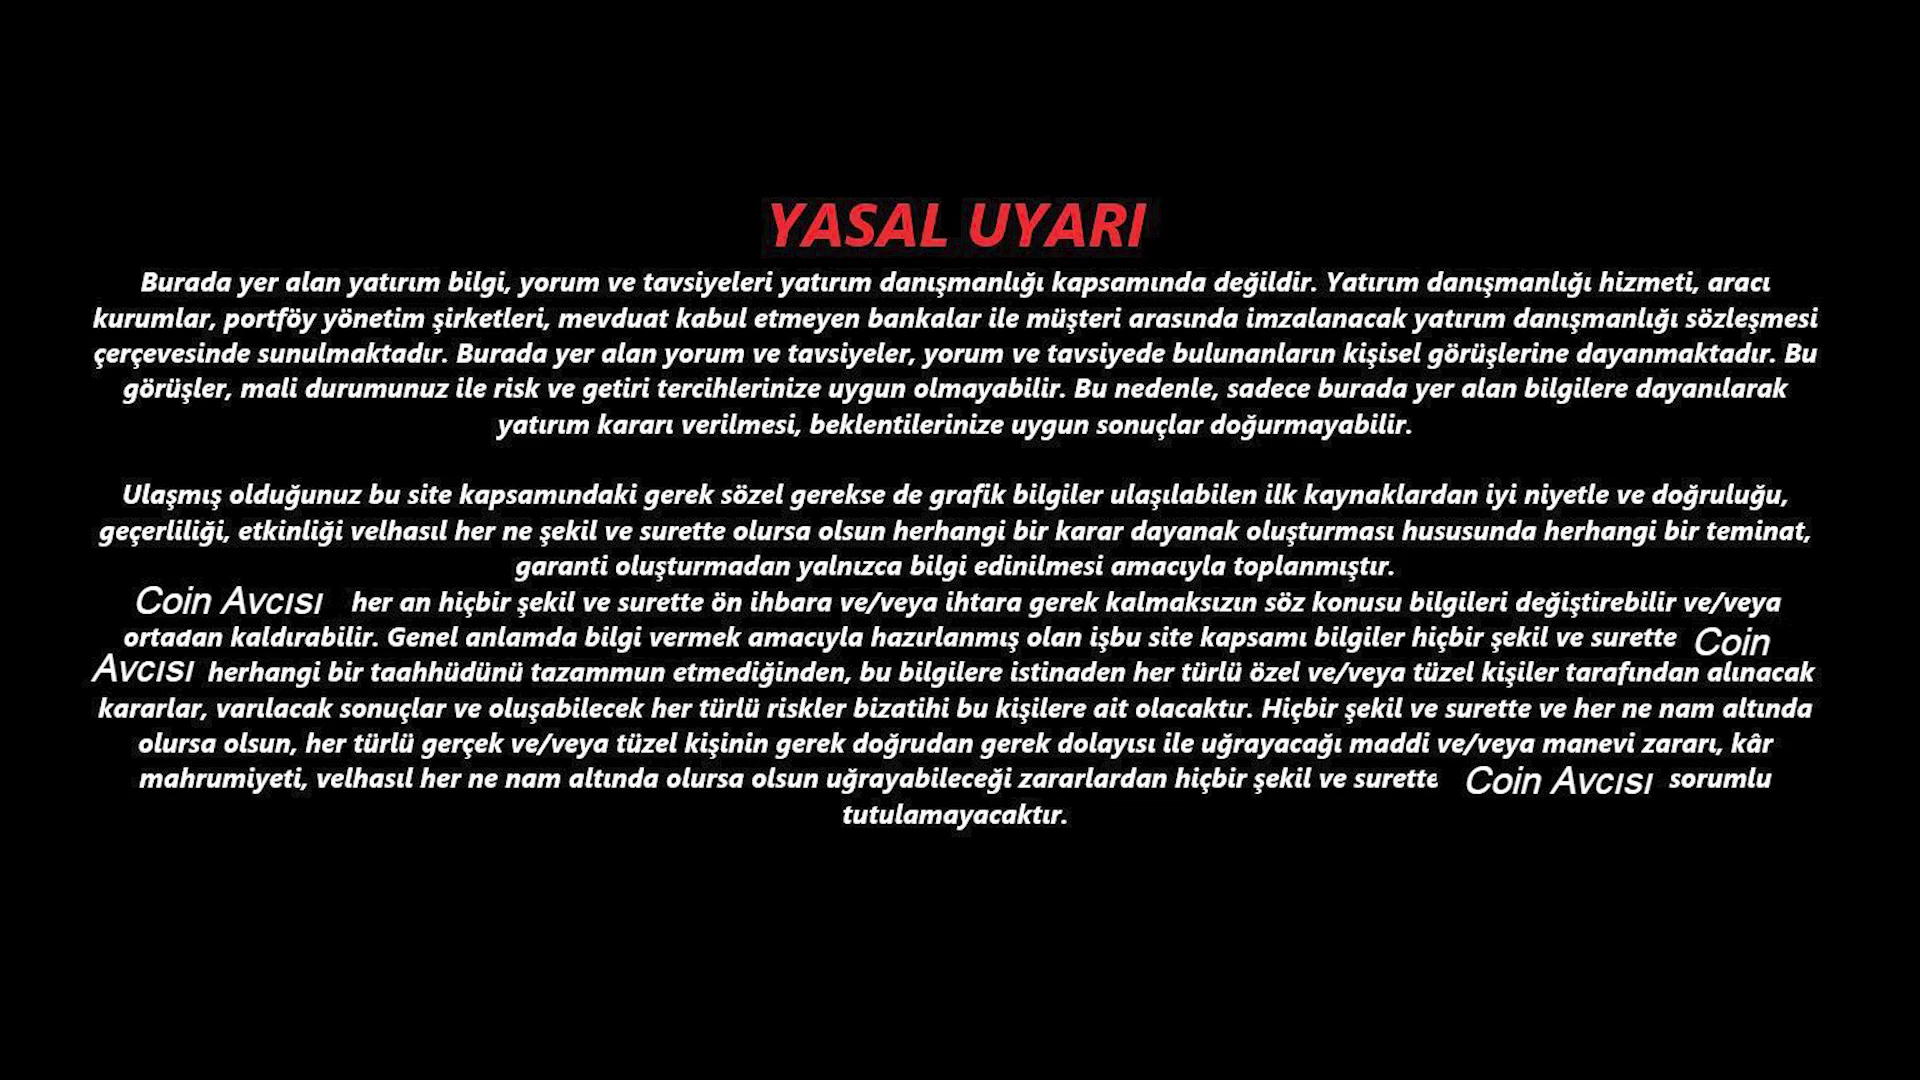 YASAL UYARI
Burada yer alan yatırım bilgi, yorum ve tavsiyeleri yatırım danışmanlığı kapsamında değildir. Yatırım danışmanlığı hizmeti, aracı
kurumlar, portföy yönetim şirketleri, mevduat kabul etmeyen bankalar ile müşteri arasında imzalanacak yatırım danışmanlığı sözleşmesi
çerçevesinde sunulmaktadır. Burada yer alan yorum ve tavsiyeler, yorum ve tavsiyede bulunanların kişisel görüşlerine dayanmaktadır. Bu
görüşler, mali durumunuz ile risk ve getiri tercihlerinize uygun olmayabilir. Bu nedenle, sadece burada yer alan bilgilere dayanılarak
yatırım kararı verilmesi, beklentilerinize uygun sonuçlar doğurmayabilir.
Ulaşmış olduğunuz bu site kapsamındaki gerek sözel gerekse de grafik bilgiler ulaşılabilen ilk kaynaklardan iyi niyetle ve doğruluğu,
geçerliliği, etkinliği velhasıl her ne şekil ve surette olursa olsun herhangi bir karar dayanak oluşturması hususunda herhangi bir teminat,
garanti oluşturmadan yalnızca bilgi edinilmesi amacıyla toplanmıştır.
Coin Avcısı her an hiçbir şekil ve surette ön ihbara ve/veya ihtara gerek kalmaksızın söz konusu bilgileri değiştirebilir ve/veya
ortadan kaldırabilir. Genel anlamda bilgi vermek amacıyla hazırlanmış olan işbu site kapsamı bilgiler hiçbir şekil ve surette Coin
Avcısı herhangi bir taahhüdünü tazammun etmediğinden, bu bilgilere istinaden her türlü özel ve/veya tüzel kişiler tarafından alınacak
kararlar, varılacak sonuçlar ve oluşabilecek her türlü riskler bizatihi bu kişilere ait olacaktır. Hiçbir şekil ve surette ve her ne nam altında
olursa olsun, her türlü gerçek ve/veya tüzel kişinin gerek doğrudan gerek dolayısı ile uğrayacağı maddi ve/veya manevi zararı, kâr
mahrumiyeti, velhasıl her ne nam altında olursa olsun uğrayabileceği zararlardan hiçbir şekil ve surette Coin Avcısı sorumlu
tutulamayacaktır.